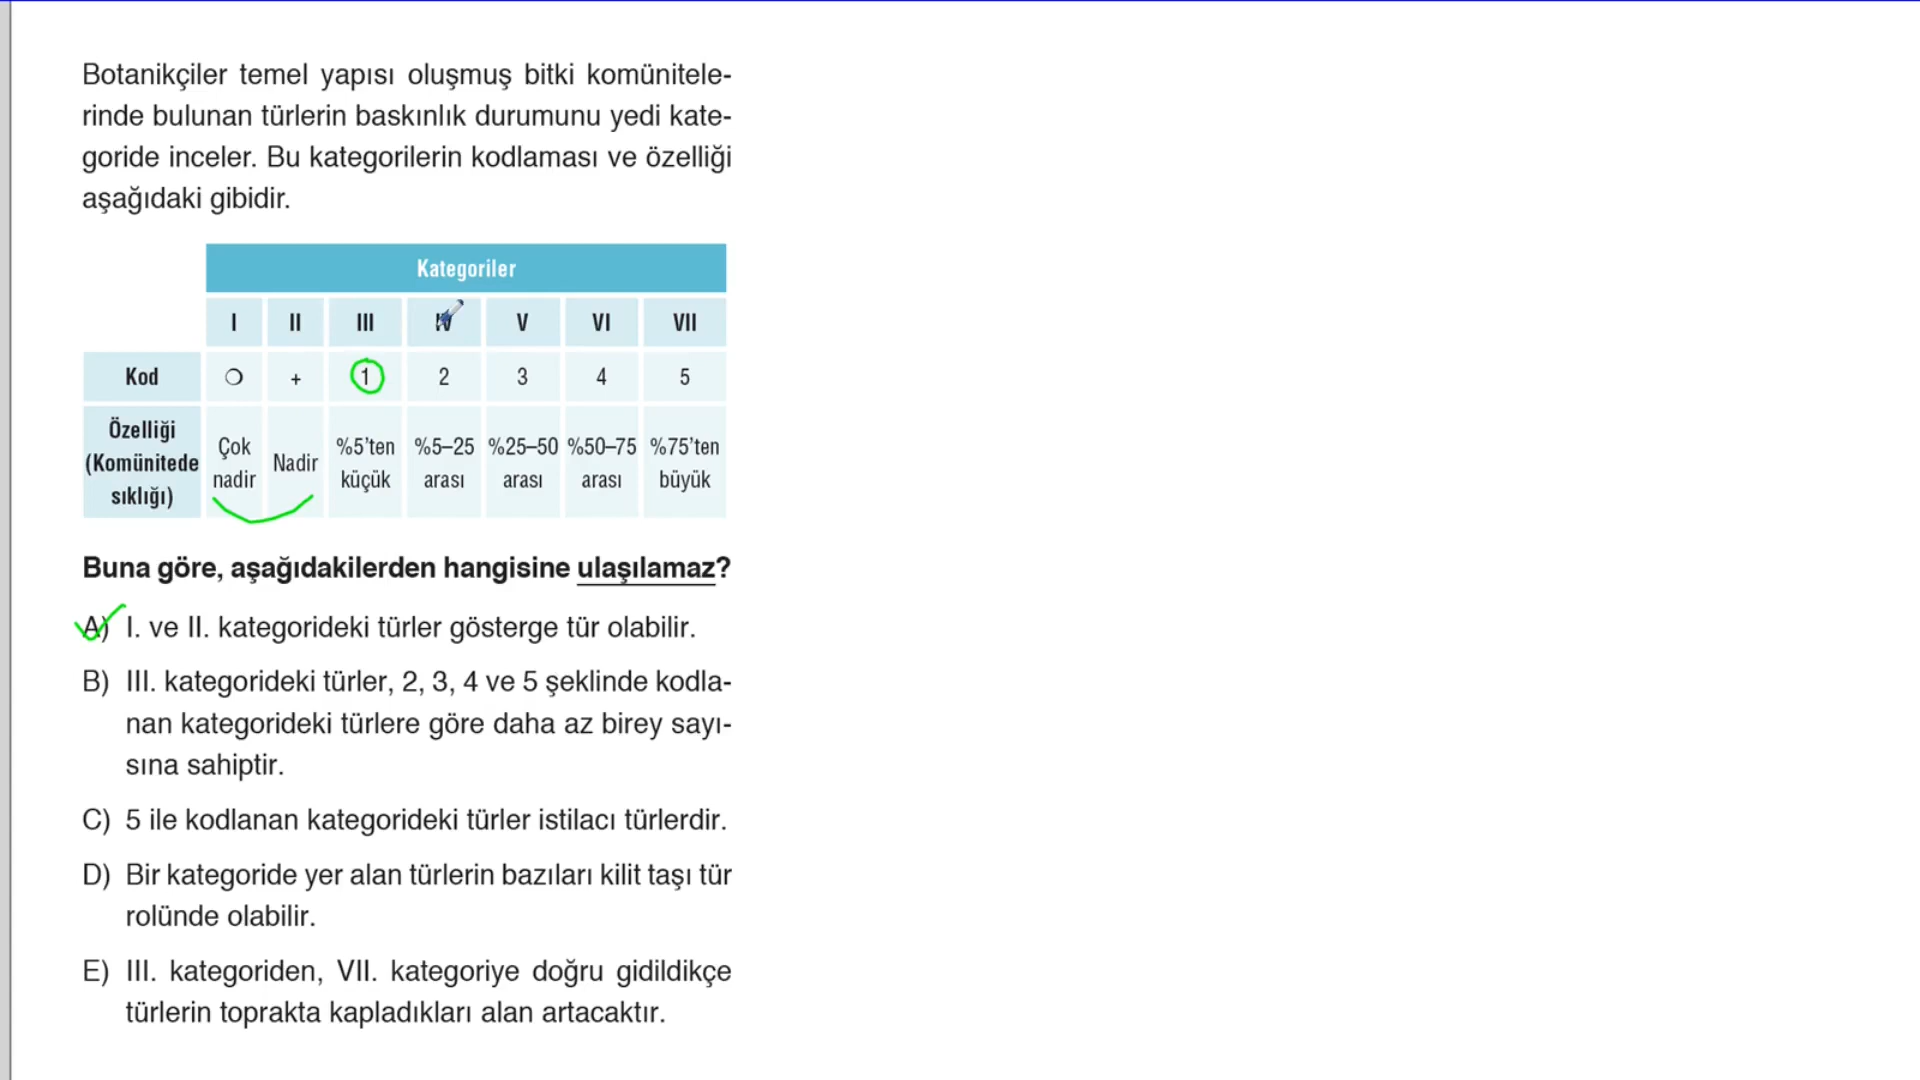 Botanikçiler temel yapısı oluşmuş bitki komünitele-
rinde bulunan türlerin baskınlık durumunu yedi kate-
goride inceler. Bu kategorilerin kodlaması ve özelliği
aşağıdaki gibidir.
Kategoriler
I II III IV V VI VII
Kod ❍ + 1 2 3 4 5
Özelliği
(Komünitede
sıklığı)
Çok
nadir
Nadir
%5’ten
küçük
%5–25
arası
%25–50
arası
%50–75
arası
%75’ten
büyük
Buna göre, aşağıdakilerden hangisine ulaşılamaz?
A) I. ve II. kategorideki türler gösterge tür olabilir.
B) III. kategorideki türler, 2, 3, 4 ve 5 şeklinde kodla-
nan kategorideki türlere göre daha az birey sayı-
sına sahiptir.
C) 5 ile kodlanan kategorideki türler istilacı türlerdir.
D) Bir kategoride yer alan türlerin bazıları kilit taşı tür
rolünde olabilir.
E) III. kategoriden, VII. kategoriye doğru gidildikçe
türlerin toprakta kapladıkları alan artacaktır.